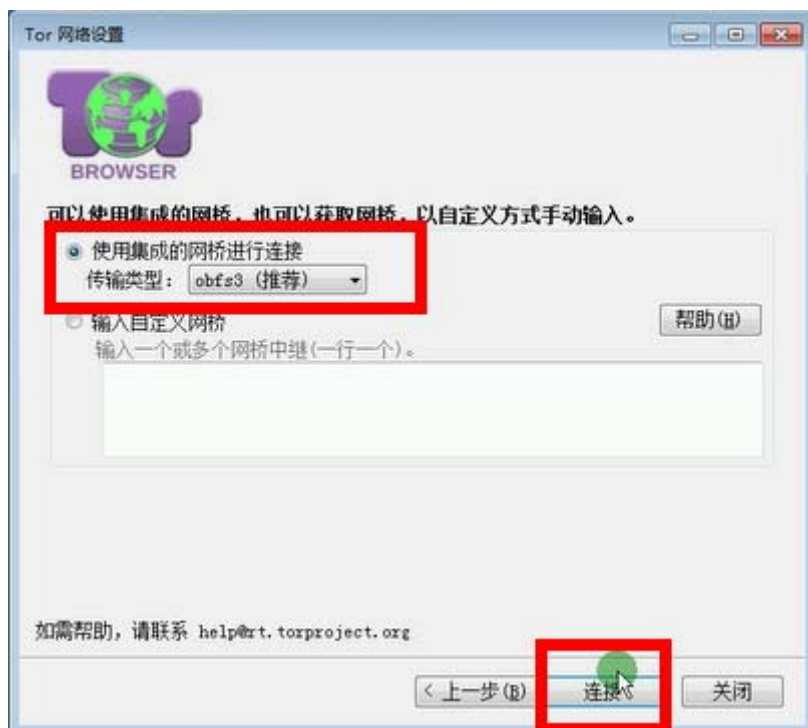 Tor 网络设置
Tor
BROWSER
可以使用集成的网桥，也可以获取网桥，以自定义方式手动输入。
使用集成的网桥进行连接
传输类型： obfs3 (推荐)
输入自定义网桥
帮助(H)
输入一个或多个网桥中继(一行一个)。
如需帮助，请联系 help@rt.torproject.org
< 上一步(B)
连接
关闭